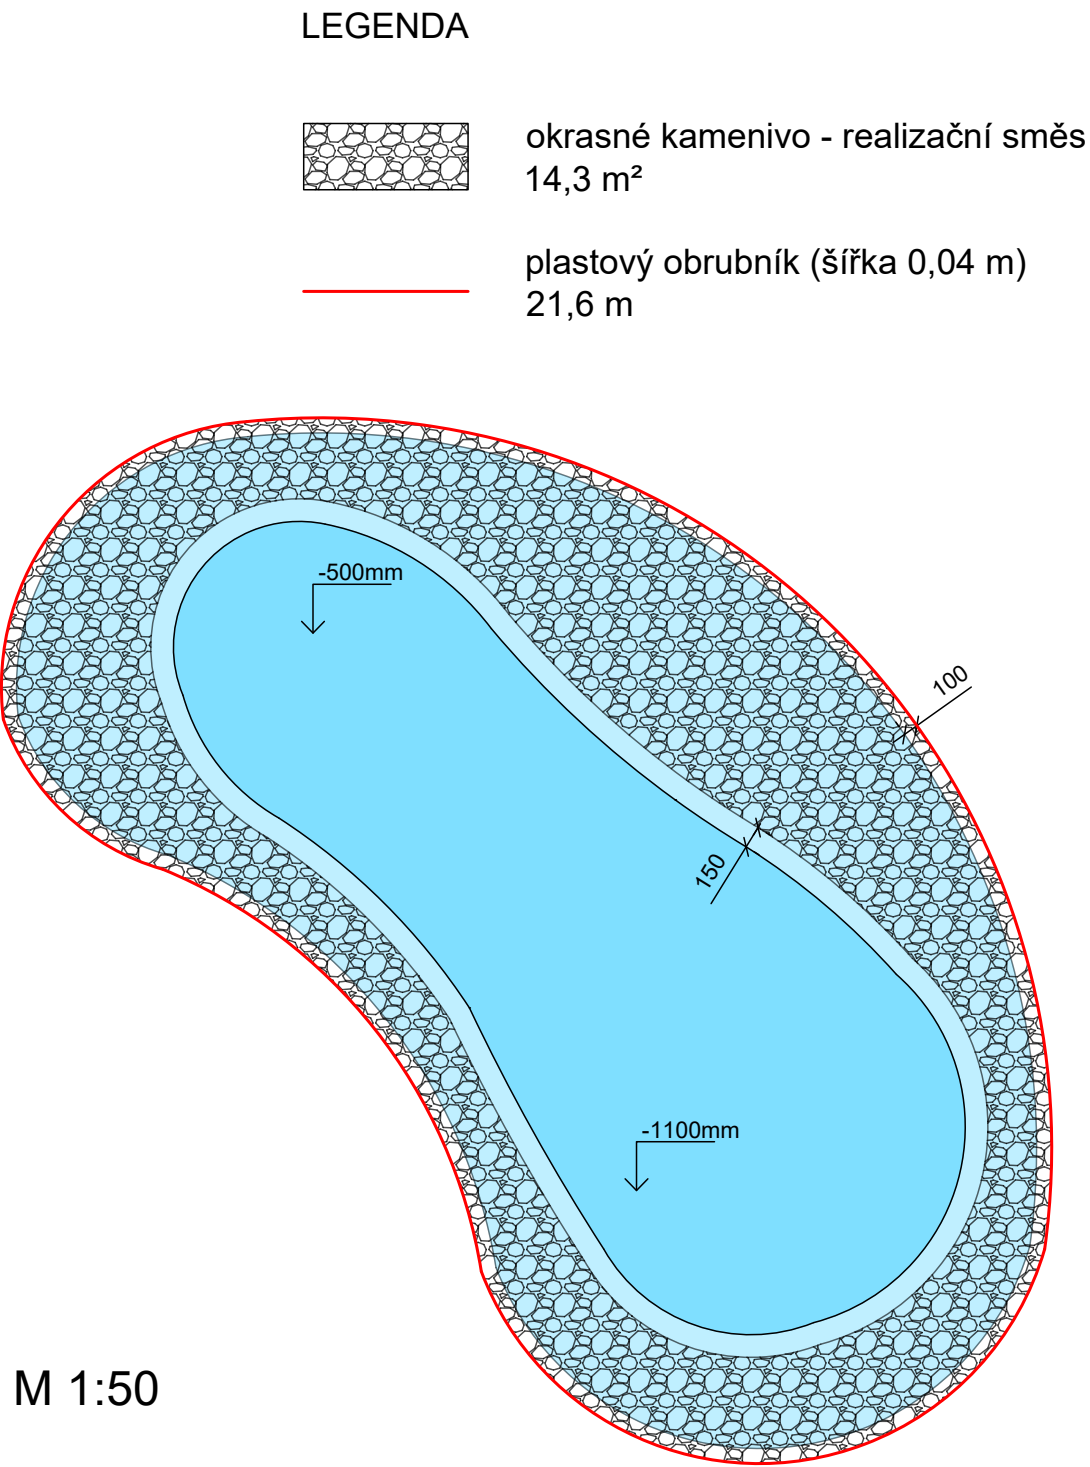 LEGENDA
okrasné kamenivo - realizační směs
14,3 m²
plastový obrubník (šířka 0,04 m)
21,6 m
-500mm
100
150
-1100mm
M 1:50